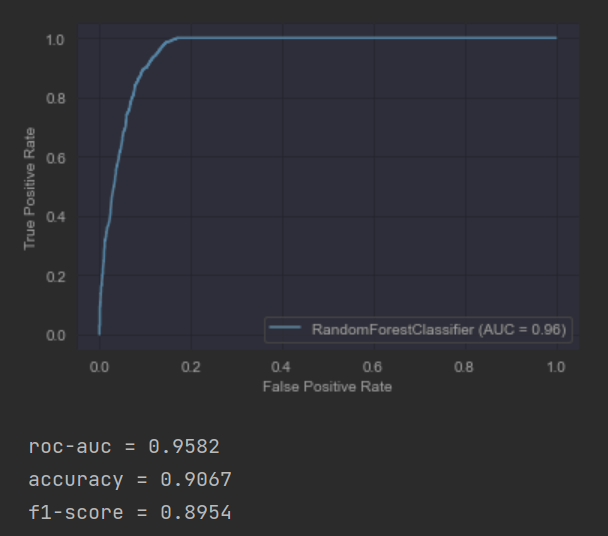 1.0
0.8
0.6
0.4
0.2
0.0
True Positive Rate
RandomForestClassifier (AUC = 0.96)
0.0 0.2 0.4 0.6 0.8 1.0
False Positive Rate
roc-auc = 0.9582
accuracy = 0.9067
f1-score = 0.8954